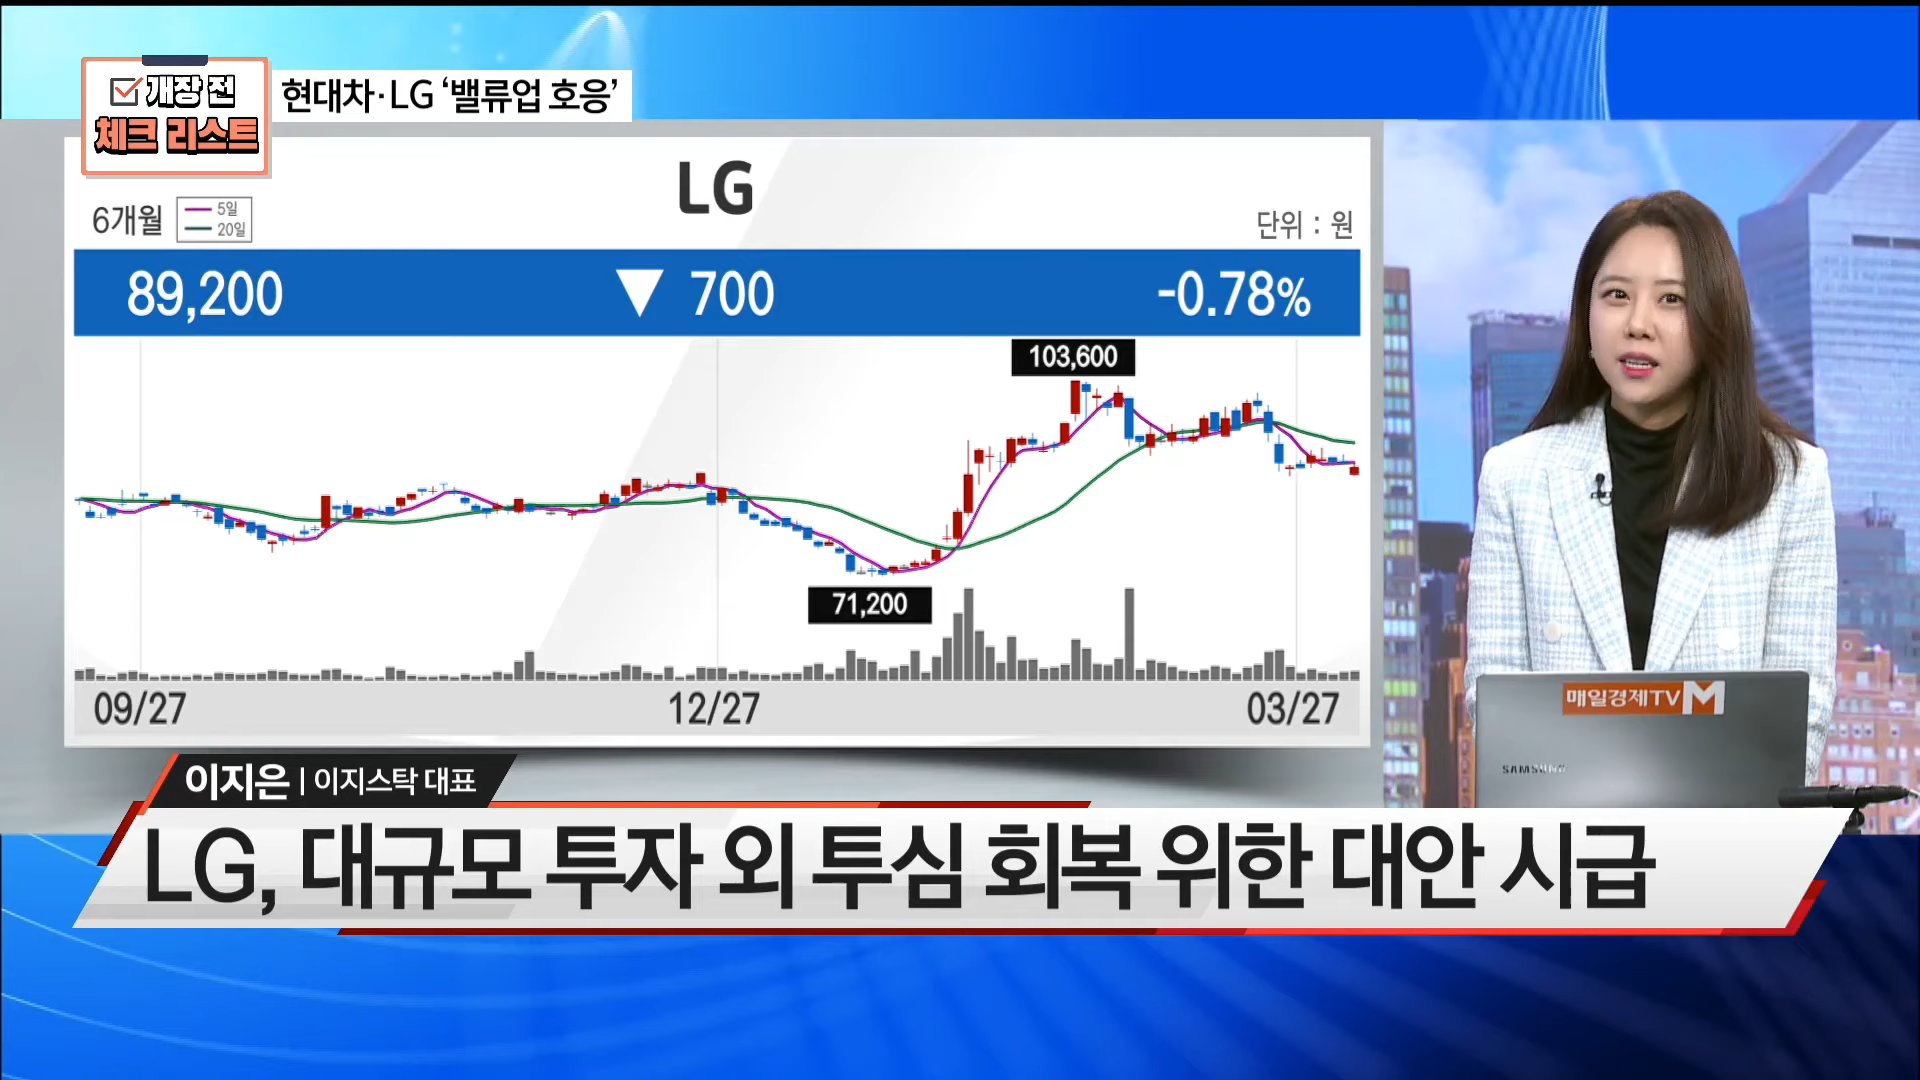 개장 전
체크 리스트
현대차·LG ‘밸류업 호응’
LG
6개월
5일
20일
단위 : 원
89,200 ▼ 700 -0.78%
103,600
71,200
09/27 12/27 03/27
매일경제TV M
SAMSUNG
이지은 | 이지스탁 대표
LG, 대규모 투자 외 투심 회복 위한 대안 시급